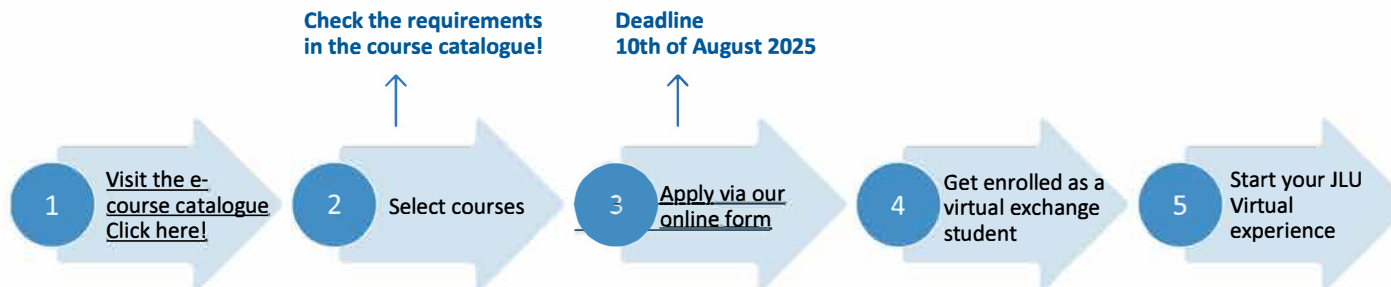 Check the requirements
in the course catalogue!
Deadline
10th of August 2025
1
Visit the e-
course catalogue
Click here!
2
Select courses
3
Apply via our
online form
4
Get enrolled as a
virtual exchange
student
5
Start your JLU
Virtual
experience